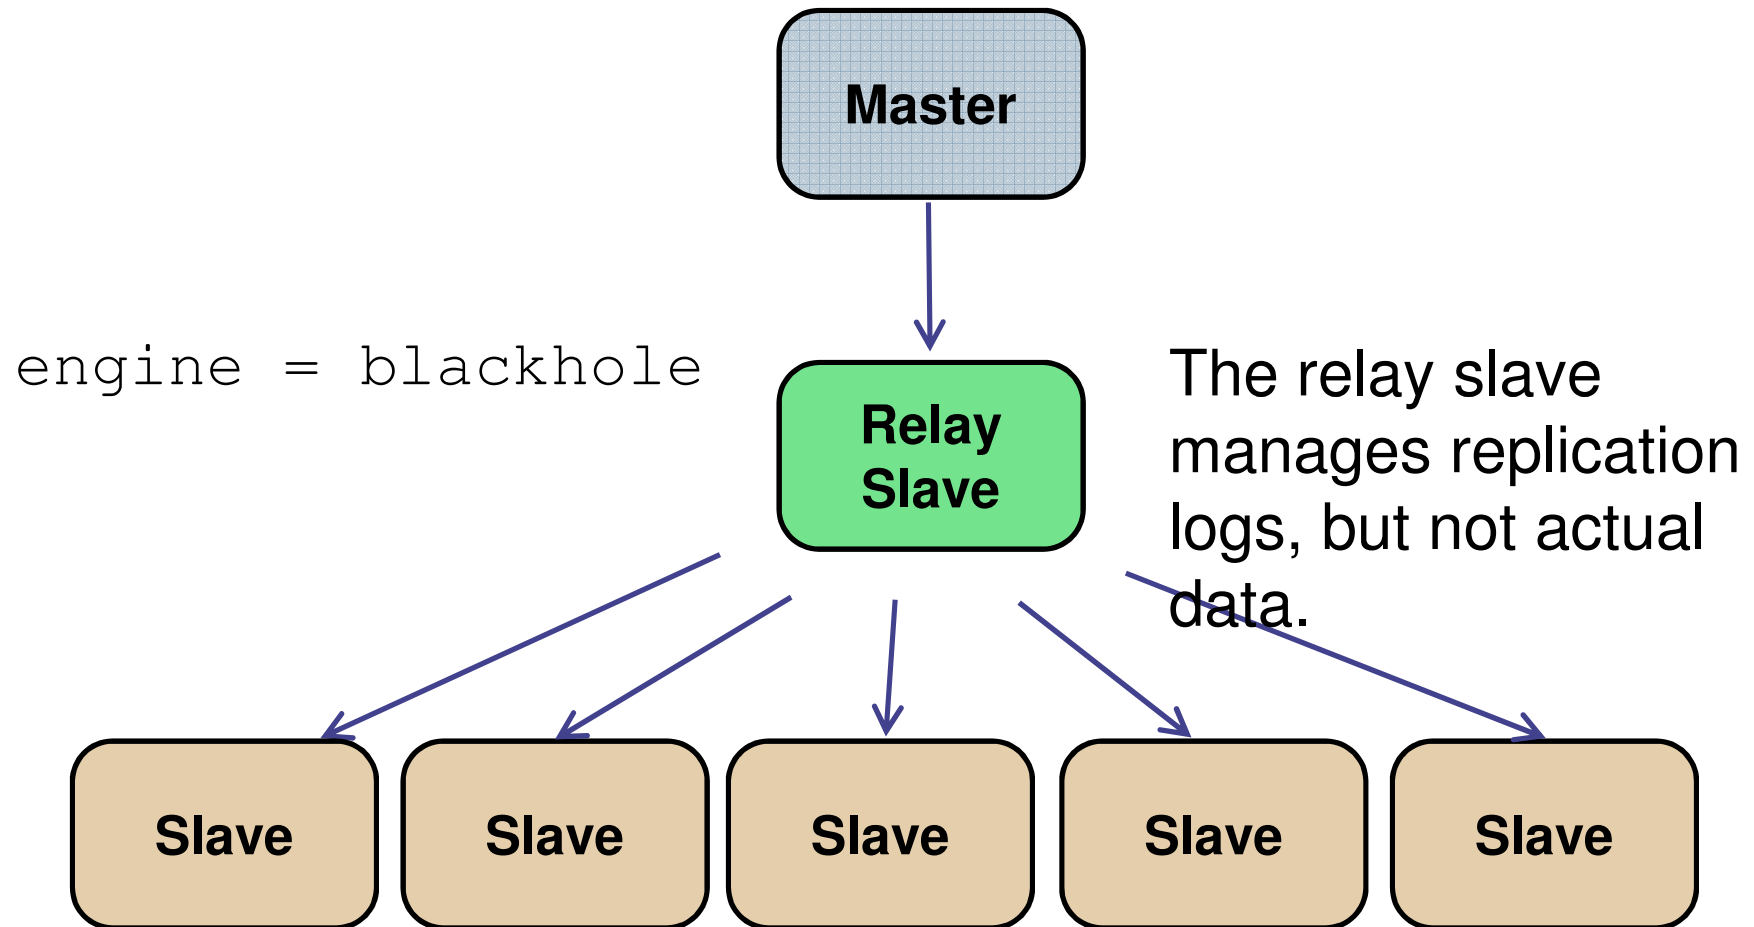 Master
engine = blackhole
Relay
Slave
The relay slave
manages replication
logs, but not actual
data.
Slave
Slave
Slave
Slave
Slave